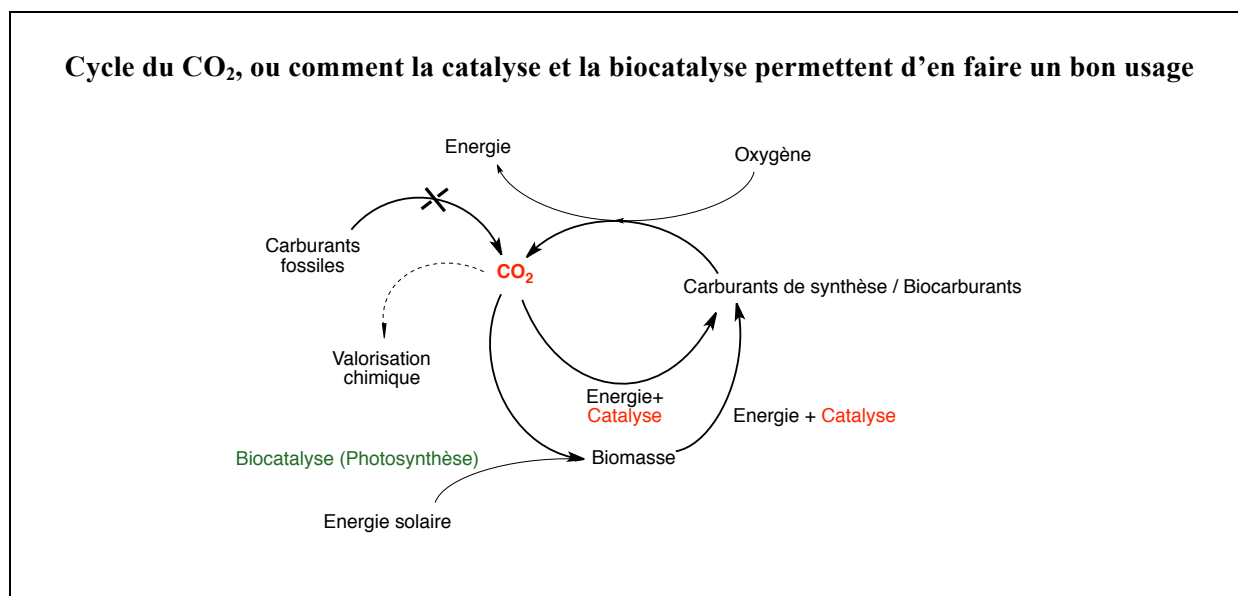 Cycle du CO₂, ou comment la catalyse et la biocatalyse permettent d’en faire un bon usage
Energie
Oxygène
Carburants
fossiles
CO₂
Carburants de synthèse / Biocarburants
Valorisation
chimique
Energie+
Catalyse
Energie + Catalyse
Biocatalyse (Photosynthèse)
Biomasse
Energie solaire